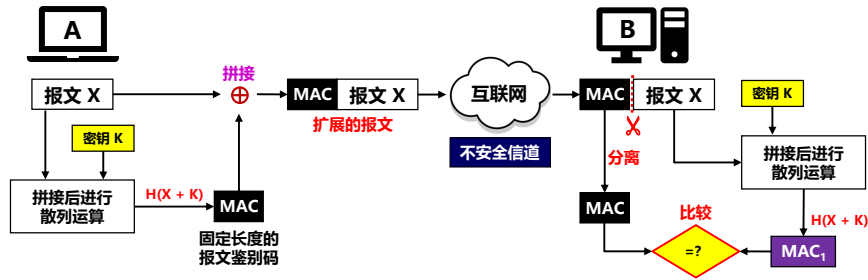 A
B
报文 X
拼接
MAC
报文 X
扩展的报文
互联网
不安全信道
MAC
报文 X
分离
密钥 K
密钥 K
拼接后进行
散列运算
H(X + K)
MAC
固定长度的
报文鉴别码
拼接后进行
散列运算
H(X + K)
MAC
比较
=?
MAC₁